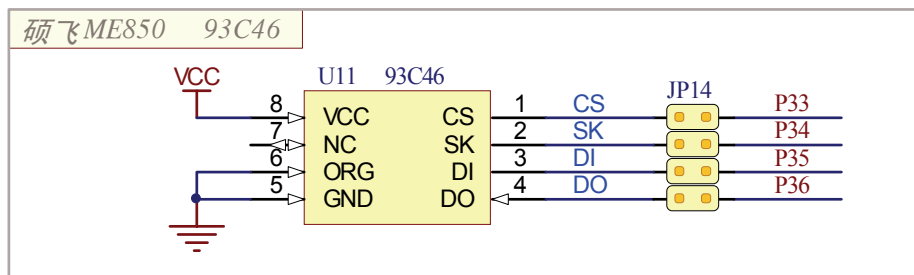 硕飞ME850 93C46
VCC U11 93C46 JP14
8 VCC CS 1 CS P33
7 NC SK 2 SK P34
6 ORG DI 3 DI P35
5 GND DO 4 DO P36